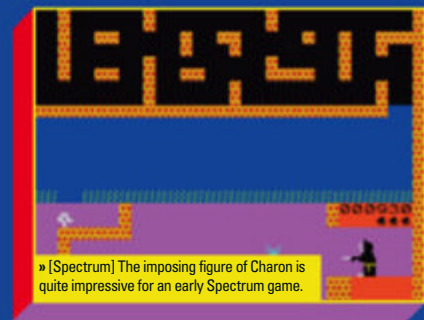 » [Spectrum] The imposing figure of Charon is
quite impressive for an early Spectrum game.